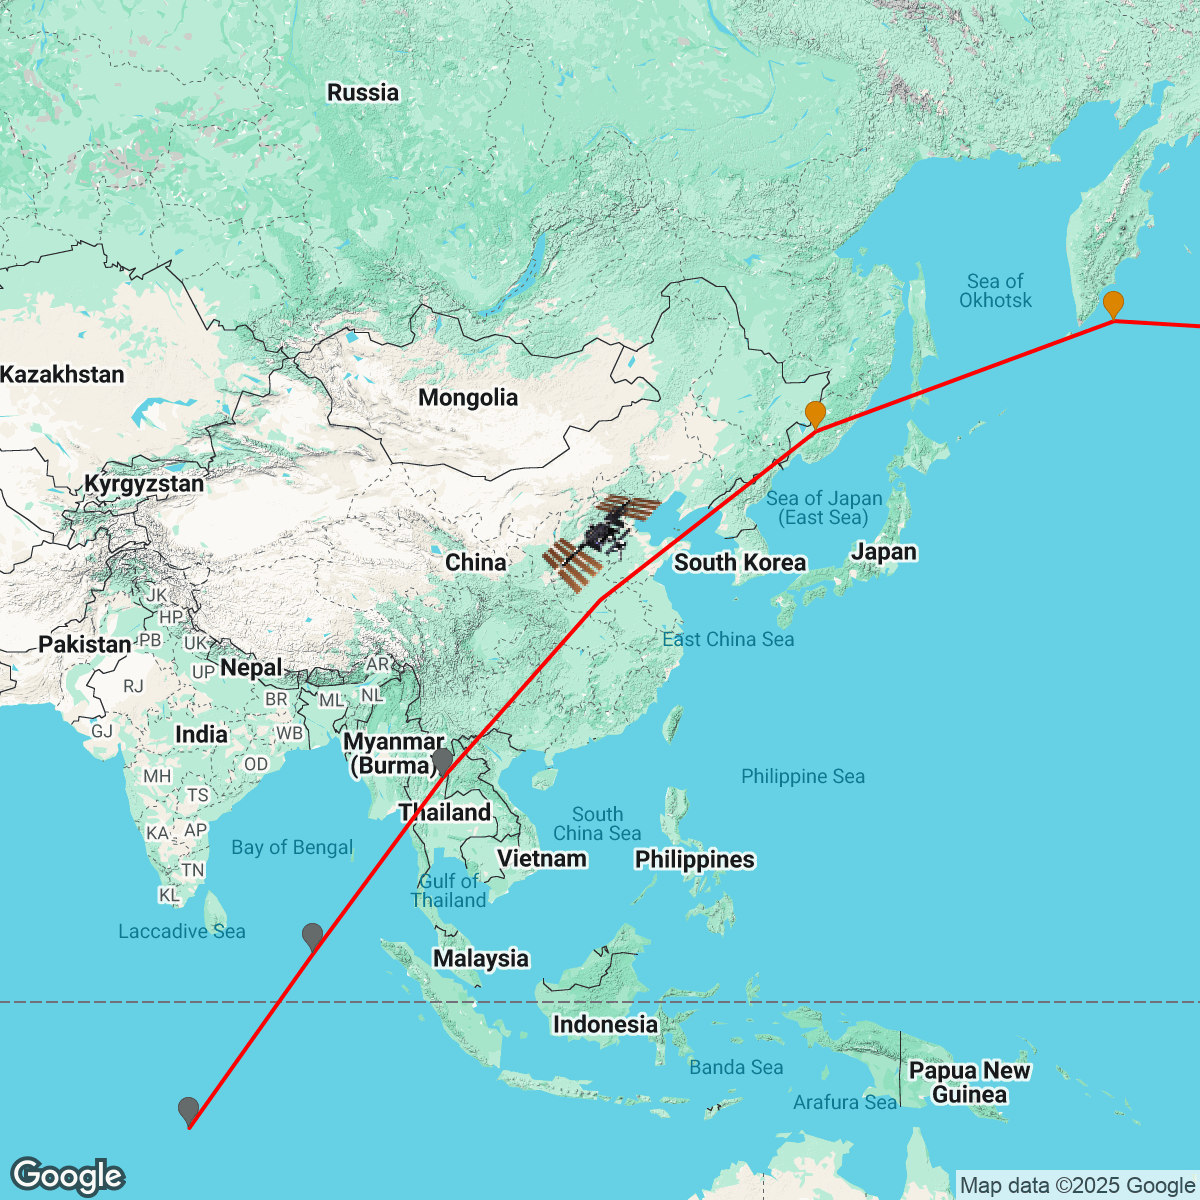 Russia
Sea of
Okhotsk
Kazakhstan
Mongolia
Kyrgyzstan
Sea of Japan
(East Sea)
China
South Korea
Japan
JK
HP
Pakistan
PB
UK
East China Sea
Nepal
UP
AR
RJ
BR
ML
NL
GJ
India
WB
Myanmar
(Burma)
OD
MH
Philippine Sea
TS
Thailand
South
China Sea
KA
AP
Bay of Bengal
Vietnam
Philippines
TN
KL
Gulf of
Thailand
Laccadive Sea
Malaysia
Indonesia
Banda Sea
Papua New
Guinea
Arafura Sea
Google
Map data ©2025 Google